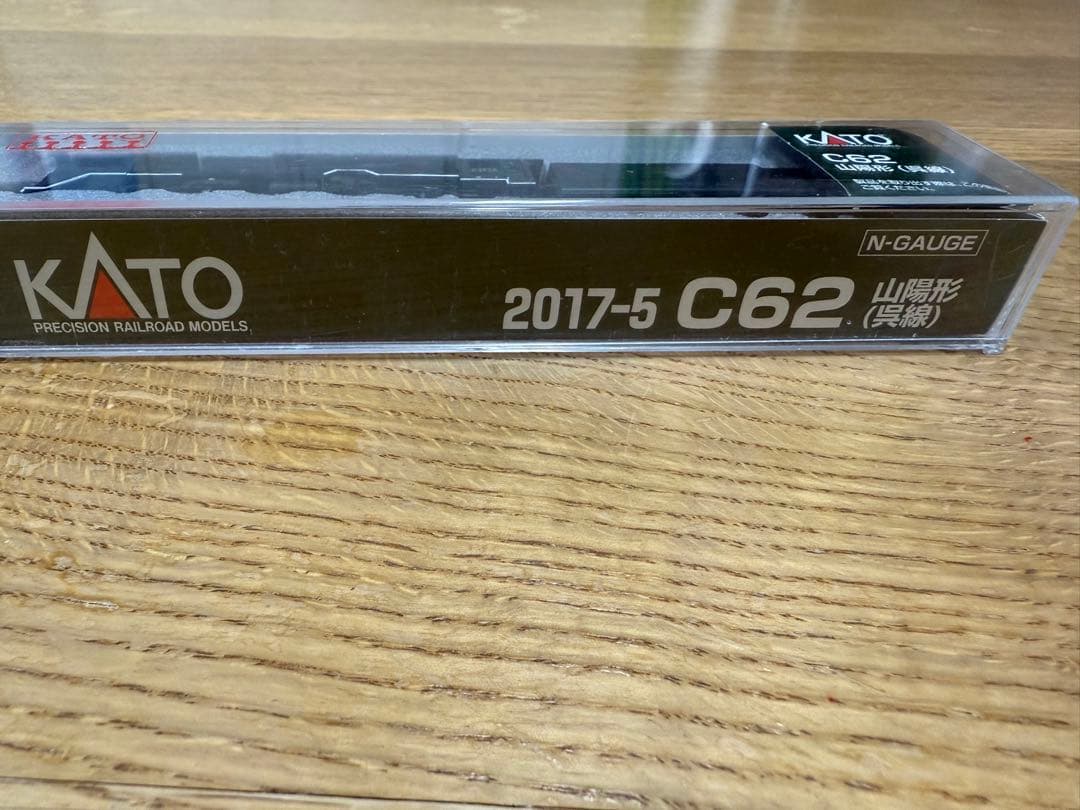 KATO
KATO
C62
山陽形 (呉線)
N-GAUGE
KATO
PRECISION RAILROAD MODELS
2017-5 C62 山陽形
(呉線)